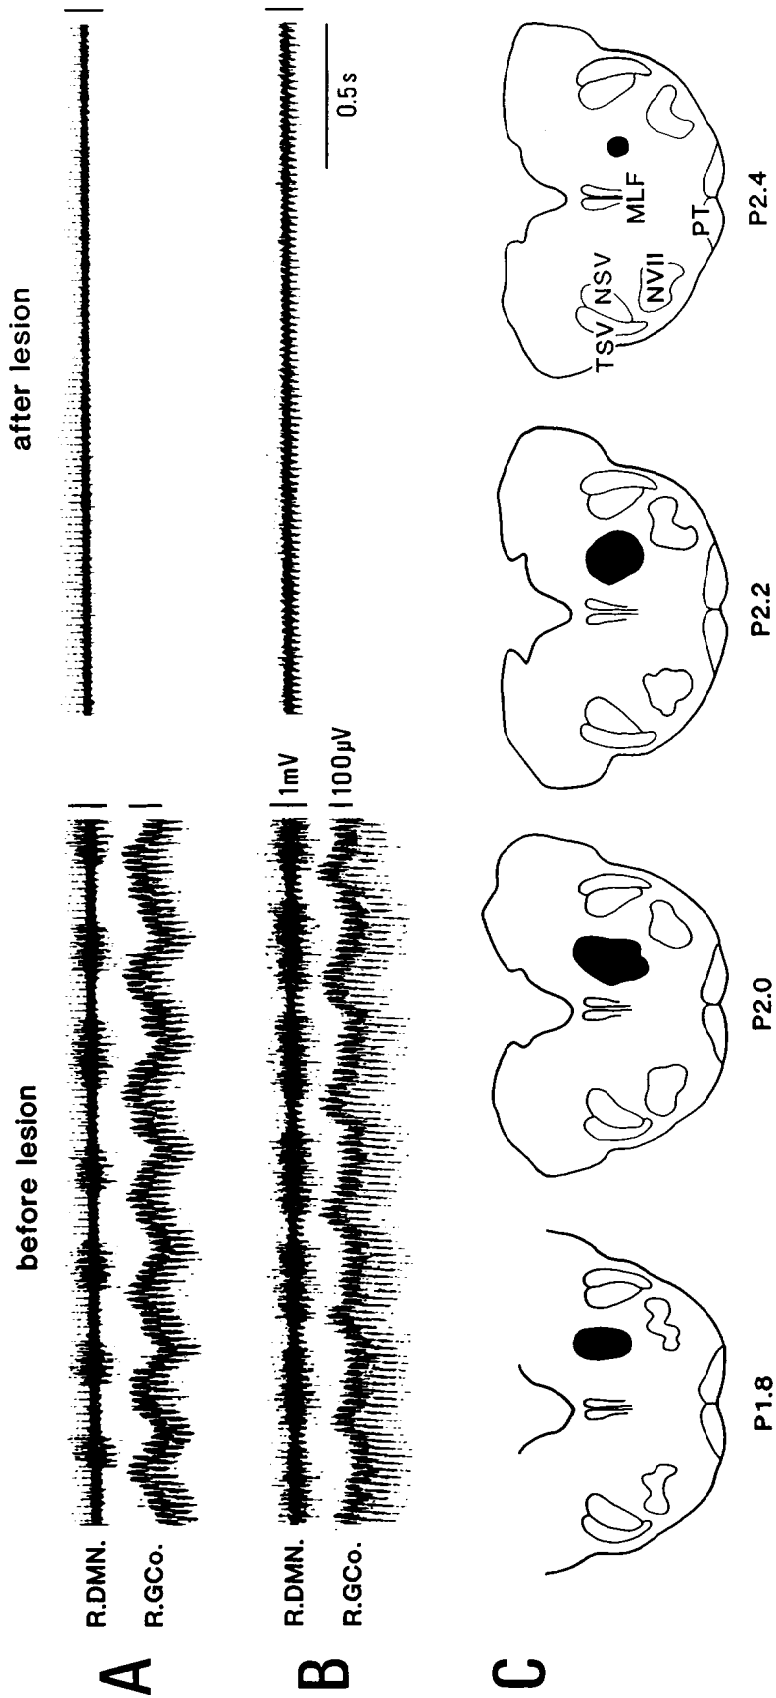 before lesion
after lesion
A
R.DMN.
R.GCo.
B
R.DMN.
1mV
R.GCo.
100μV
0.5s
C
TSV
NSV
NVII
MLF
PT
P1.8
P2.0
P2.2
P2.4